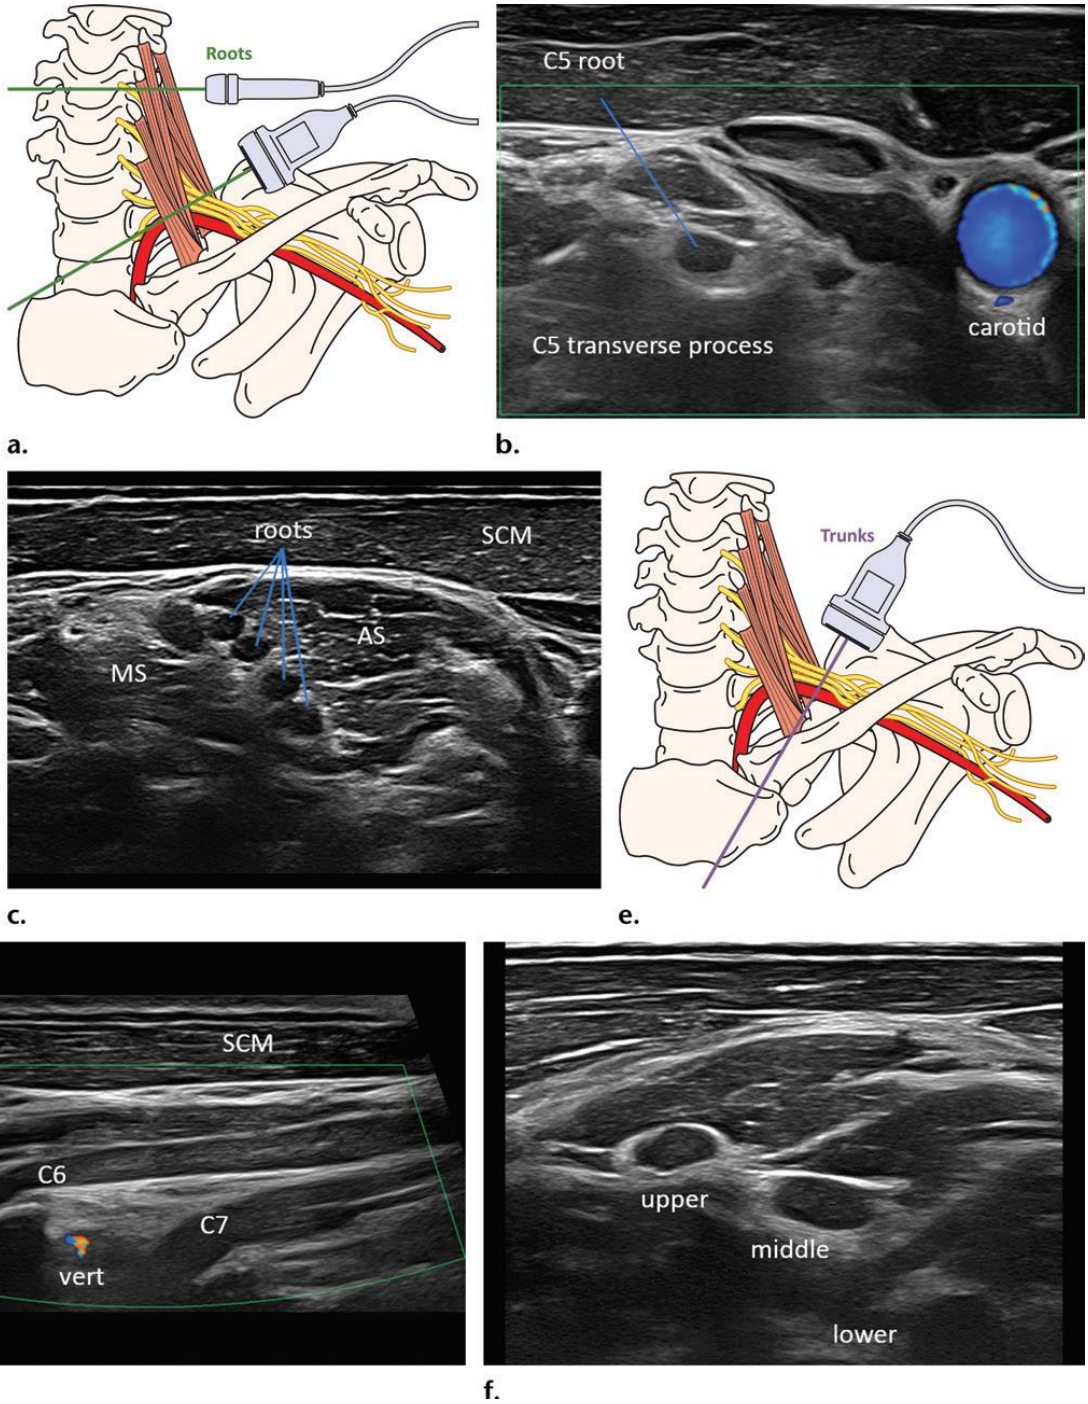 Roots
C5 root
C5 transverse process
carotid
a.
b.
roots
SCM
MS
AS
Trunks
c.
e.
SCM
C6
C7
vert
upper
middle
lower
f.